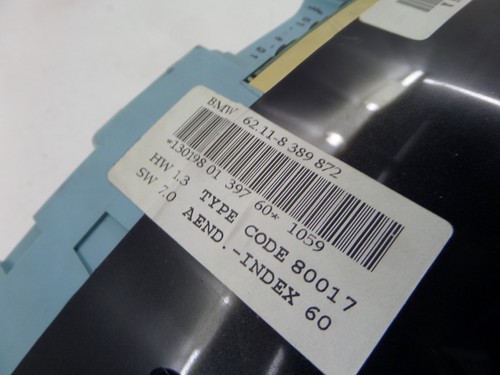 BMW 62.11-8 389 872
*130198 01 397 60* 1059
HW 1.3 TYPE CODE 80017
SW 7.0 AEND.-INDEX 60